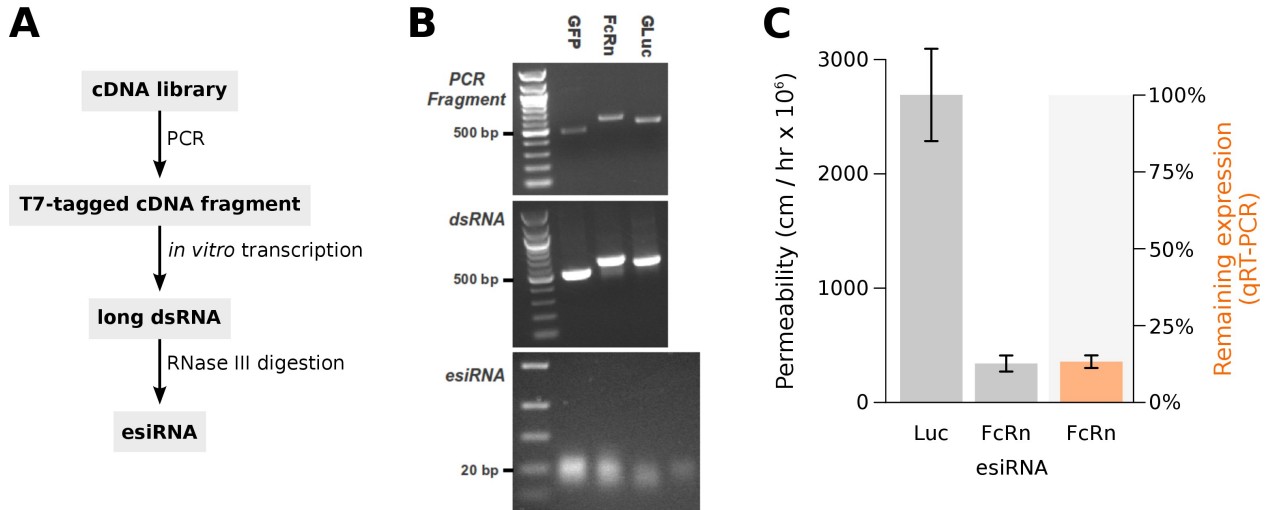 A
cDNA library
PCR
T7-tagged cDNA fragment
in vitro transcription
long dsRNA
RNase III digestion
esiRNA
B
GFP
FcRn
GLuc
PCR
Fragment
500 bp
dsRNA
500 bp
esiRNA
20 bp
C
Permeability (cm / hr x 10⁶)
3000
2000
1000
0
100%
75%
50%
25%
0%
Remaining expression
(qRT-PCR)
Luc FcRn FcRn
esiRNA